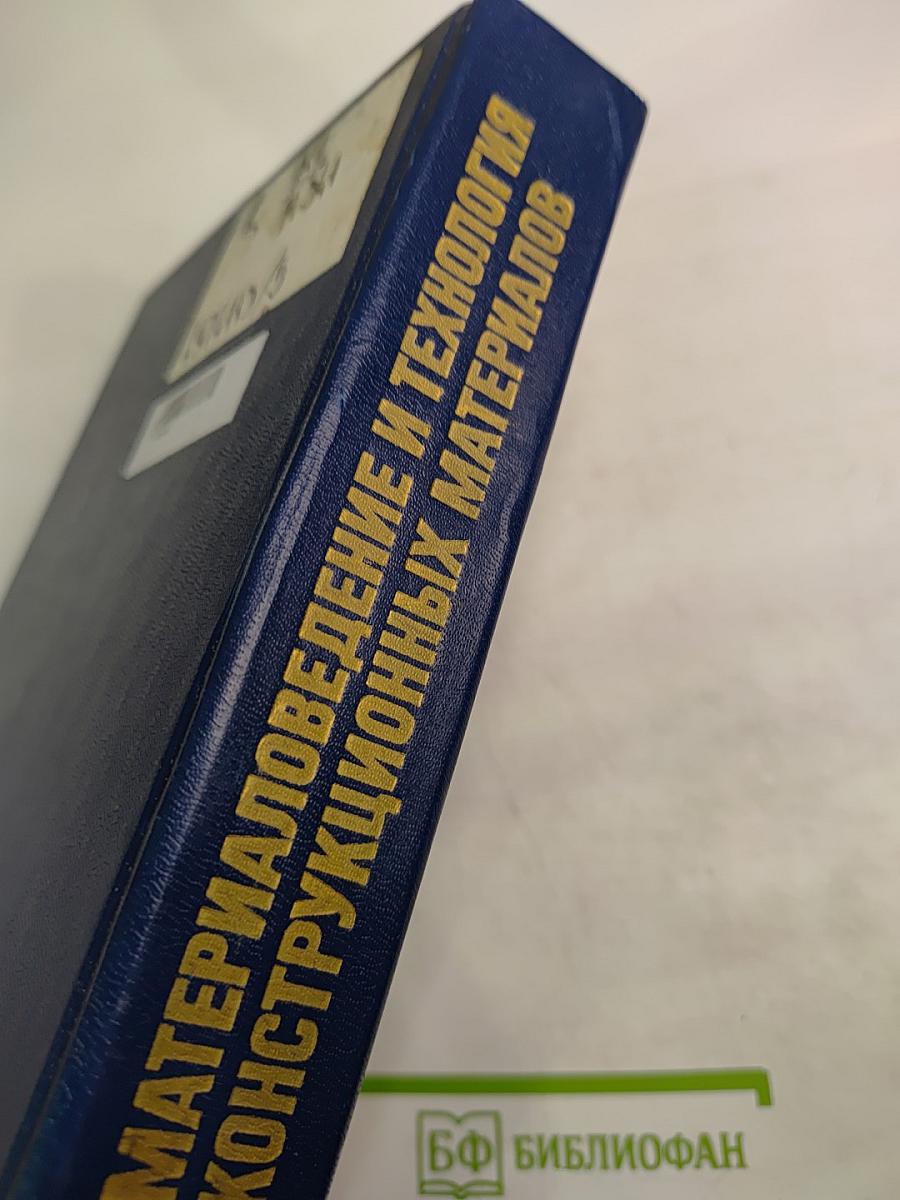 МАТЕРИАЛОВЕДЕНИЕ И ТЕХНОЛОГИЯ
КОНСТРУКЦИОННЫХ МАТЕРИАЛОВ
БФ БИБЛИОФАН